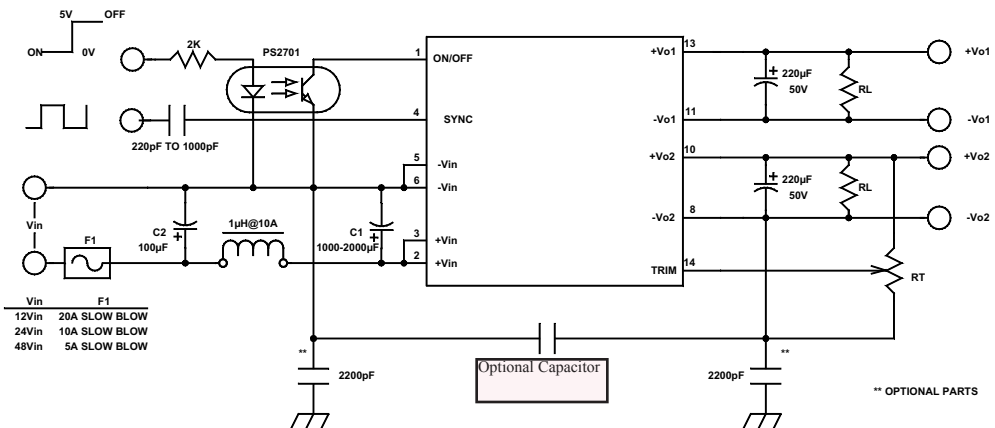 5V OFF
ON 0V
2K
PS2701
1
ON/OFF
4
SYNC
220pF TO 1000pF
5
-Vin
6
-Vin
Vin
F1
C2
100µF
1µH@10A
C1
1000-2000µF
3
+Vin
2
+Vin
Vin F1
12Vin 20A SLOW BLOW
24Vin 10A SLOW BLOW
48Vin 5A SLOW BLOW
13
+Vo1
+
220µF
50V
RL
+Vo1
11
-Vo1
-Vo1
10
+Vo2
+
220µF
50V
RL
+Vo2
8
-Vo2
-Vo2
14
TRIM
RT
**
2200pF
Optional Capacitor
**
2200pF
** OPTIONAL PARTS